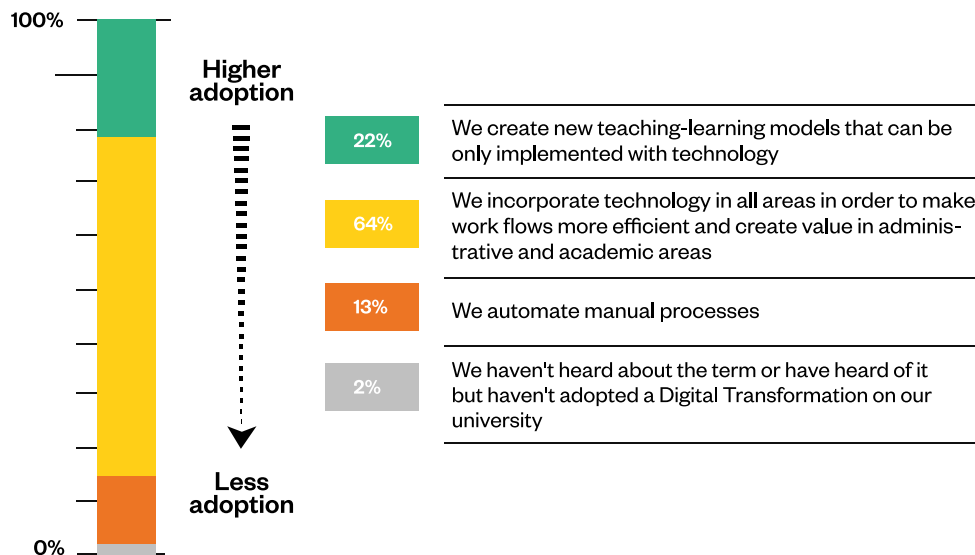 100%
Higher
adoption
22%
We create new teaching-learning models that can be
only implemented with technology
64%
We incorporate technology in all areas in order to make
work flows more efficient and create value in adminis-
trative and academic areas
13%
We automate manual processes
2%
We haven't heard about the term or have heard of it
but haven't adopted a Digital Transformation on our
university
Less
adoption
0%